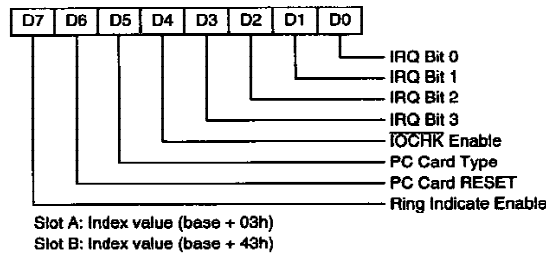 D7 D6 D5 D4 D3 D2 D1 D0
IRQ Bit 0
IRQ Bit 1
IRQ Bit 2
IRQ Bit 3
IOCHK Enable
PC Card Type
PC Card RESET
Ring Indicate Enable
Slot A: Index value (base + 03h)
Slot B: Index value (base + 43h)